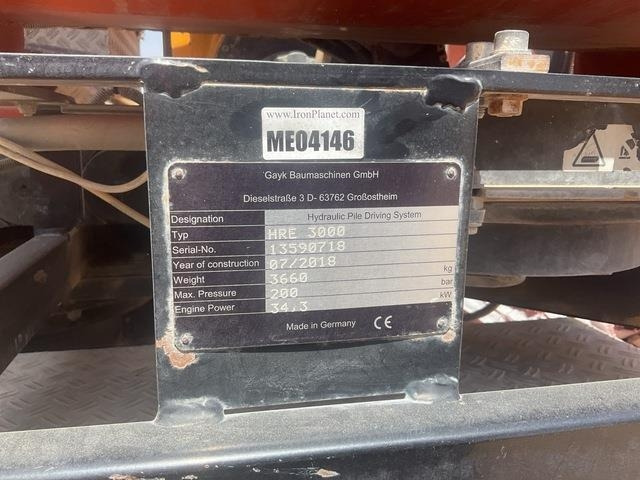 www.IronPlanet.com
ME04146
Gayk Baumaschinen GmbH
Dieselstraße 3 D- 63762 Großostheim
Designation Hydraulic Pile Driving System
Typ HRE 3000
Serial-No. 13590718
Year of construction 07/2018
Weight 3660 kg
Max. Pressure 200 bar
Engine Power 34,3 kW
Made in Germany CE